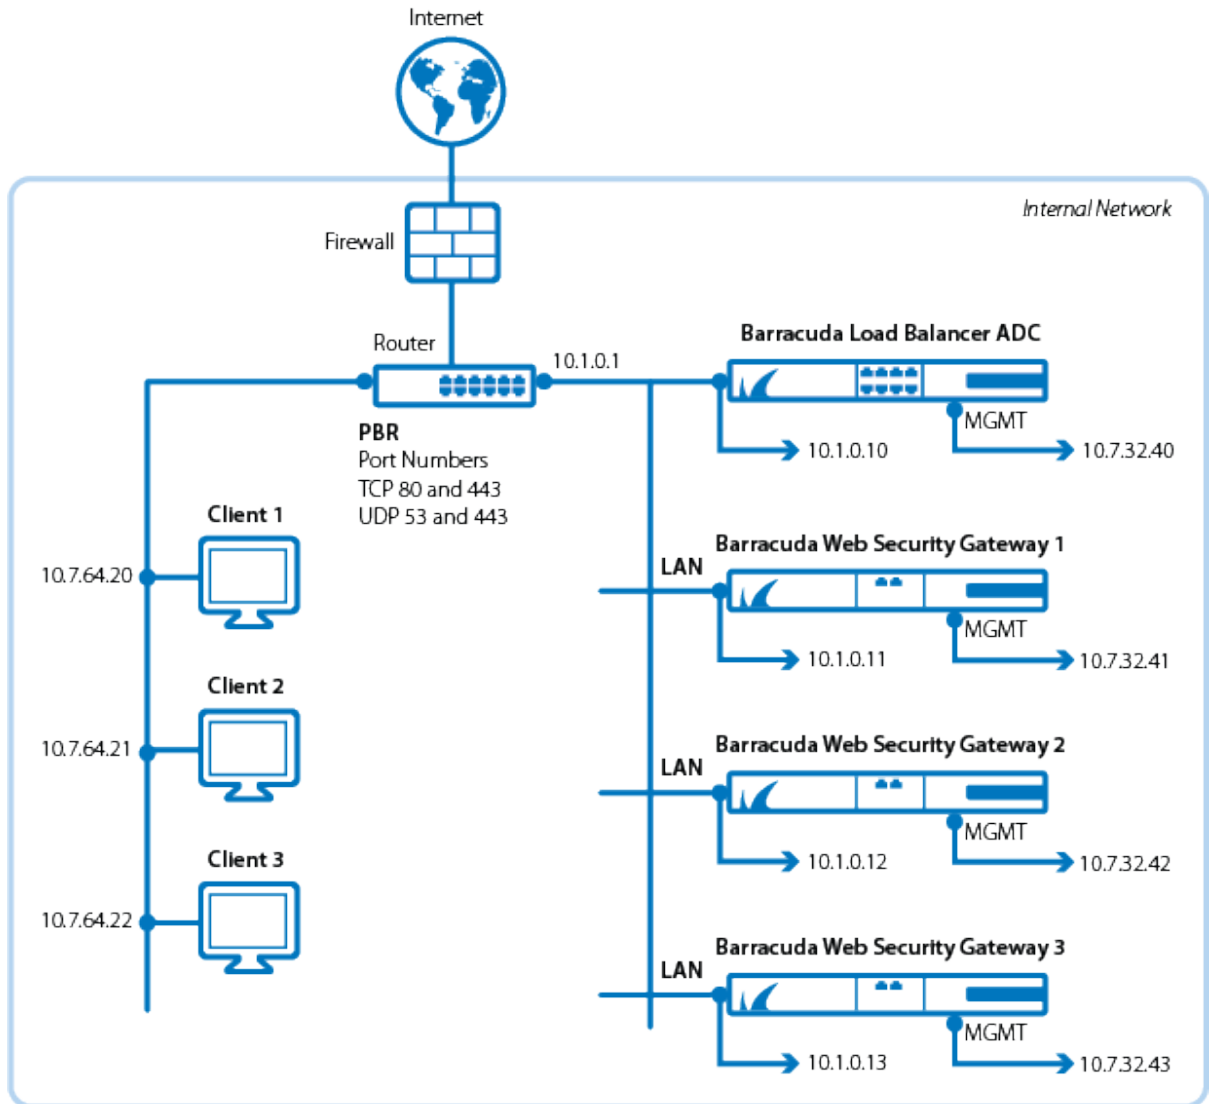 Internet
Internal Network
Firewall
Router
10.1.0.1
PBR
Port Numbers
TCP 80 and 443
UDP 53 and 443
Barracuda Load Balancer ADC
MGMT
10.1.0.10
10.7.32.40
Client 1
10.7.64.20
Client 2
10.7.64.21
Client 3
10.7.64.22
Barracuda Web Security Gateway 1
LAN
MGMT
10.1.0.11
10.7.32.41
Barracuda Web Security Gateway 2
LAN
MGMT
10.1.0.12
10.7.32.42
Barracuda Web Security Gateway 3
LAN
MGMT
10.1.0.13
10.7.32.43